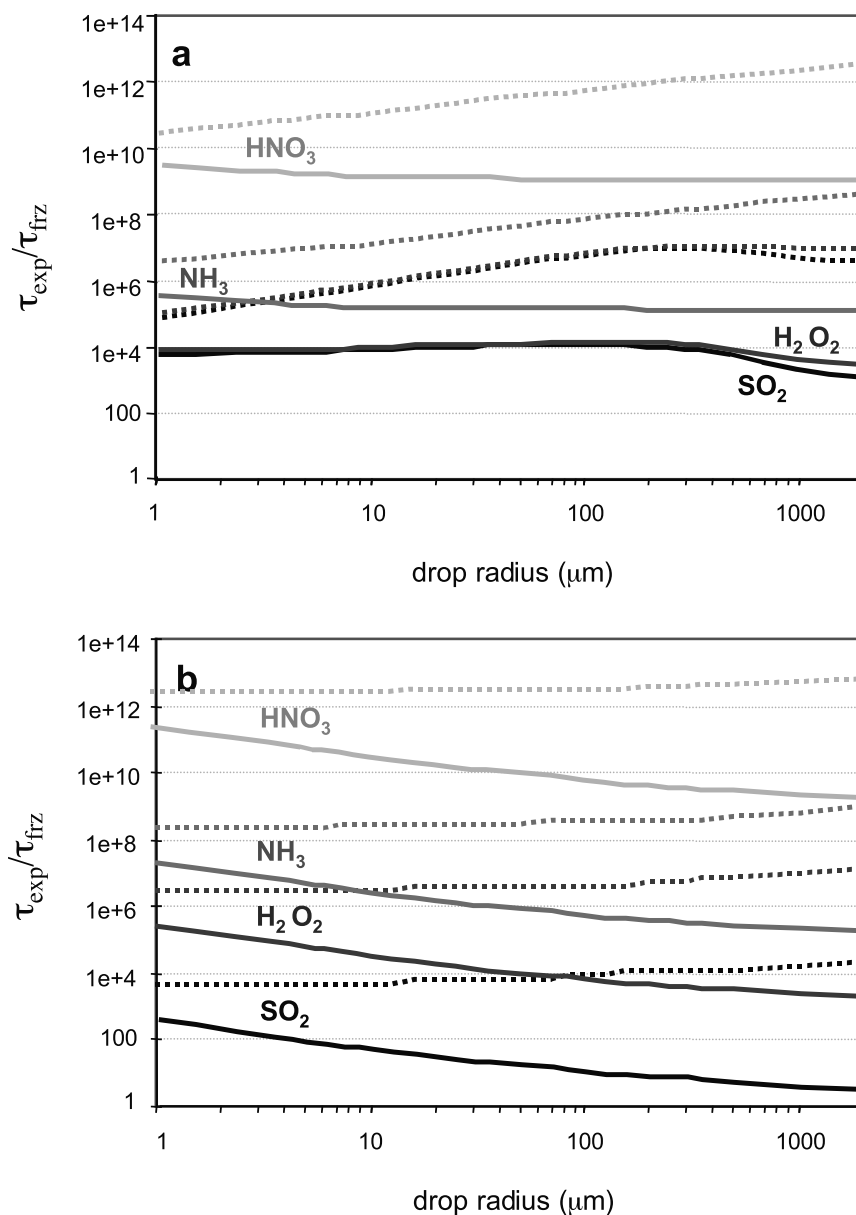 a
1e+14
1e+12
1e+10
1e+8
1e+6
1e+4
100
1
τexp/τfrz
HNO3
NH3
H2 O2
SO2
1 10 100 1000
drop radius (μm)
b
1e+14
1e+12
1e+10
1e+8
1e+6
1e+4
100
1
τexp/τfrz
HNO3
NH3
H2 O2
SO2
1 10 100 1000
drop radius (μm)